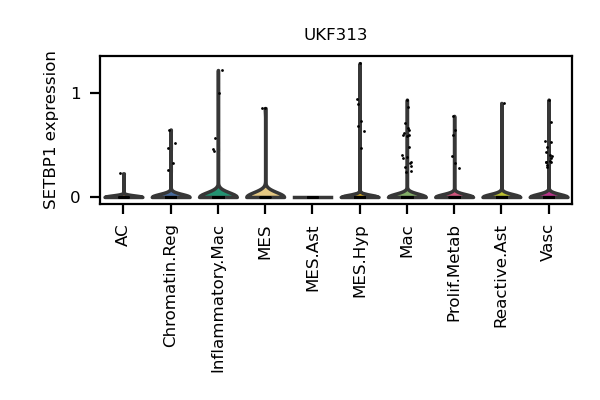 UKF313
SETBP1 expression
1
0
AC
Chromatin.Reg
Inflammatory.Mac
MES
MES.Ast
MES.Hyp
Mac
Prolif.Metab
Reactive.Ast
Vasc